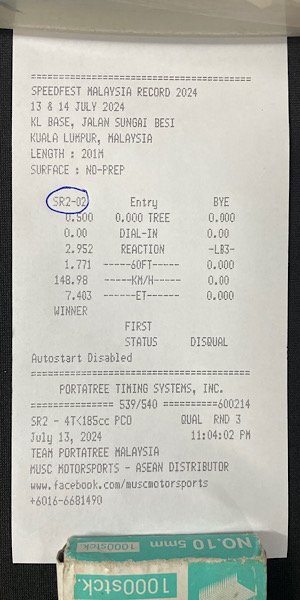 =====================================
SPEEDFEST MALAYSIA RECORD 2024
13 & 14 JULY 2024
KL BASE, JALAN SUNGAI BESI
KUALA LUMPUR, MALAYSIA
LENGTH : 201M
SURFACE : NO-PREP
SR2-02 Entry BYE
0.500 0.000 TREE 0.000
0.00 DIAL-IN 0.00
2.952 REACTION -LB3-
1.771 -----60FT----- 0.000
148.98 -----KM/H----- 0.00
7.403 ------ET------ 0.000
WINNER
FIRST
STATUS DISQUAL
Autostart Disabled
=====================================
PORTATREE TIMING SYSTEMS, INC.
============== 539/540 ==========600214
SR2 - 4T<185cc PCO QUAL RND 3
July 13, 2024 11:04:02 PM
TEAM PORTATREE MALAYSIA
MUSC MOTORSPORTS - ASEAN DISTRIBUTOR
www.facebook.com/muscmotorsports
+6016-6681490
NO.10 5mm
1000stck.
1000stck.